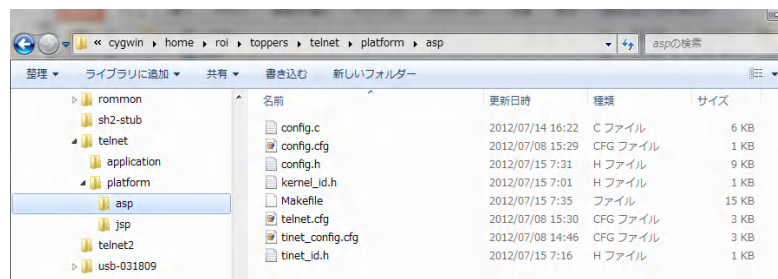 « cygwin ▸ home ▸ roi ▸ toppers ▸ telnet ▸ platform ▸ asp
aspの検索
整理 ▼ ライブラリに追加 ▼ 共有 ▼ 書き込む 新しいフォルダー
rommon
sh2-stub
telnet
application
platform
asp
jsp
telnet2
usb-031809
名前 更新日時 種類 サイズ
config.c 2012/07/14 16:22 C ファイル 6 KB
config.cfg 2012/07/08 15:29 CFG ファイル 1 KB
config.h 2012/07/15 7:31 H ファイル 9 KB
kernel_id.h 2012/07/15 7:01 H ファイル 1 KB
Makefile 2012/07/15 7:35 ファイル 15 KB
telnet.cfg 2012/07/08 15:30 CFG ファイル 3 KB
tinet_config.cfg 2012/07/08 14:46 CFG ファイル 3 KB
tinet_id.h 2012/07/15 7:16 H ファイル 1 KB